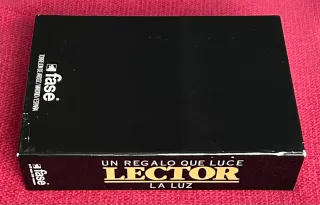 fase
UN REGALO QUE LUCE
LECTOR
LA LUZ
fase